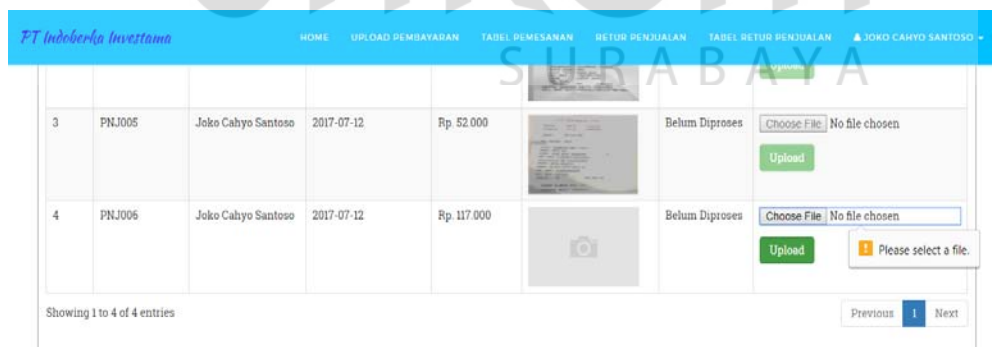 PT Indoberka Investama HOME UPLOAD PEMBAYARAN TABEL PEMESANAN RETUR PENJUALAN TABEL RETUR PENJUALAN JOKO CAHYO SANTOSO
SURABAYA
Upload
3 PNJ005 Joko Cahyo Santoso 2017-07-12 Rp. 52.000 Belum Diproses Choose File No file chosen
Upload
4 PNJ006 Joko Cahyo Santoso 2017-07-12 Rp. 117.000 Belum Diproses Choose File No file chosen
Upload Please select a file.
Showing 1 to 4 of 4 entries Previous 1 Next